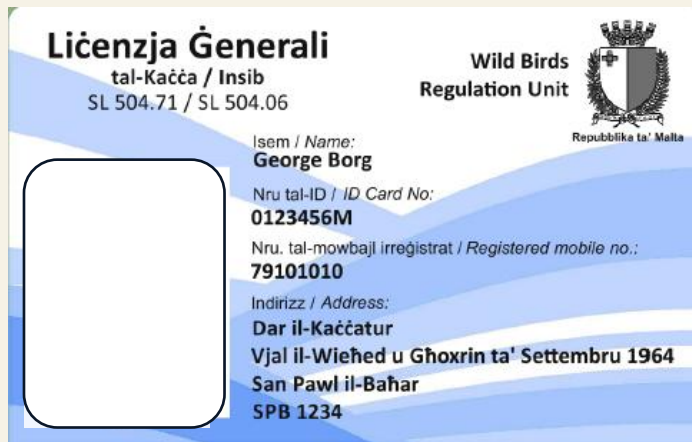 Liċenzja Ġenerali
tal-Kaċċa / Insib
SL 504.71 / SL 504.06
Wild Birds
Regulation Unit
Repubblika ta' Malta
Isem / Name:
George Borg
Nru tal-ID / ID Card No:
0123456M
Nru. tal-mowbajl irreġistrat / Registered mobile no.:
79101010
Indirizz / Address:
Dar il-Kaċċatur
Vjal il-Wieħed u Għoxrin ta' Settembru 1964
San Pawl il-Baħar
SPB 1234